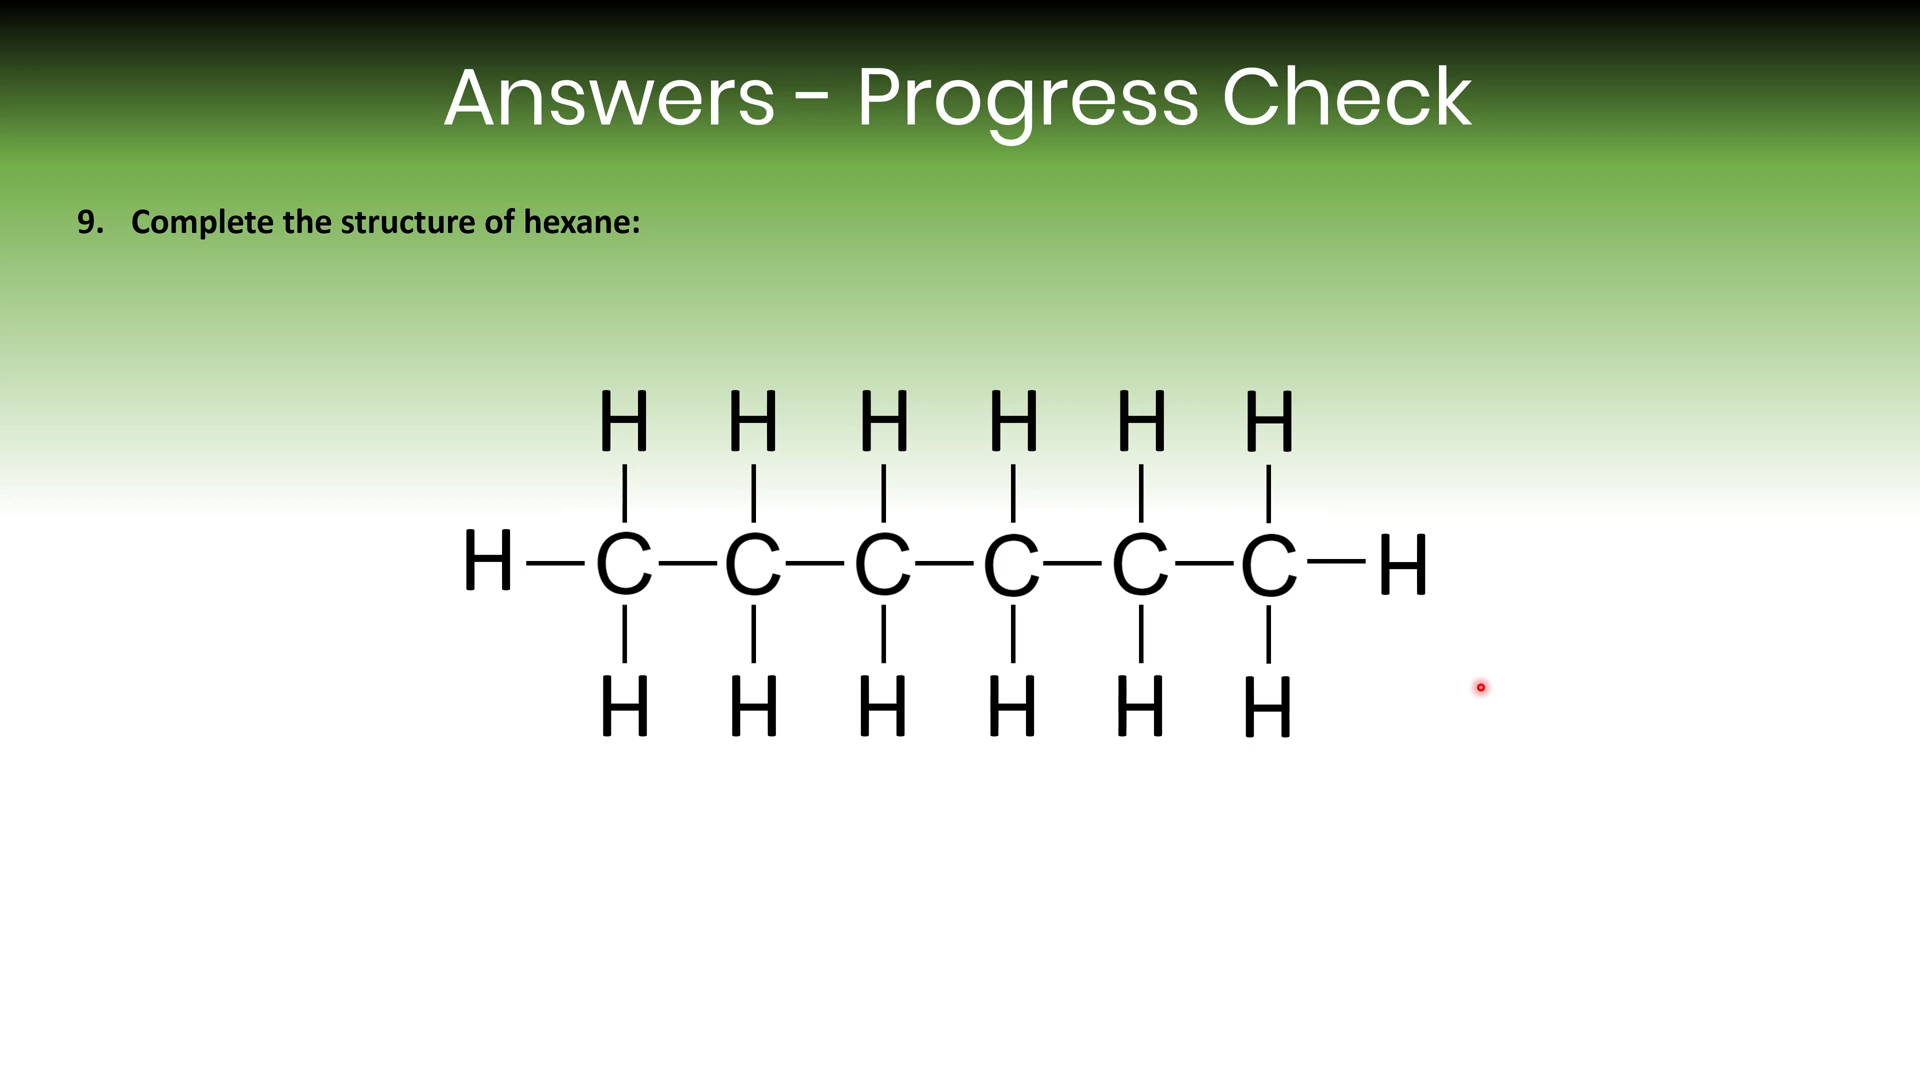 Answers - Progress Check
9. Complete the structure of hexane:
H H H H H H
H C C C C C C H
H H H H H H